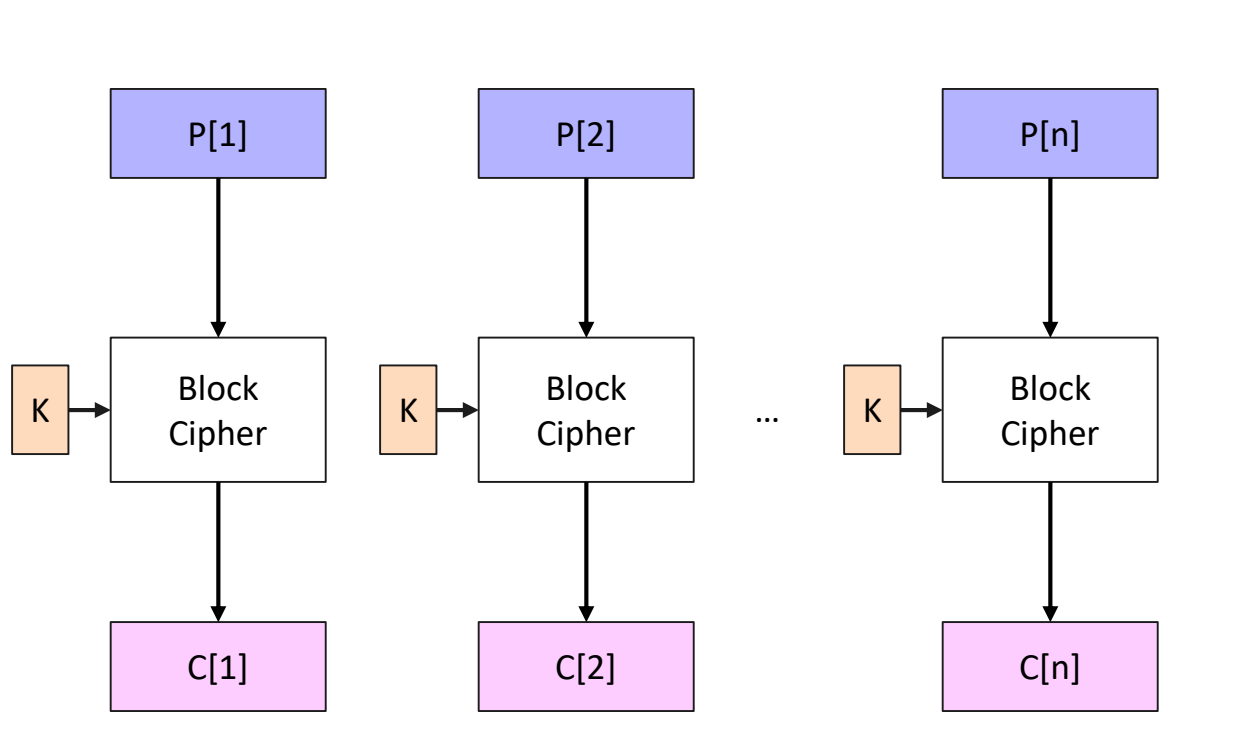 P[1]
P[2]
P[n]
K
Block
Cipher
K
Block
Cipher
...
K
Block
Cipher
C[1]
C[2]
C[n]